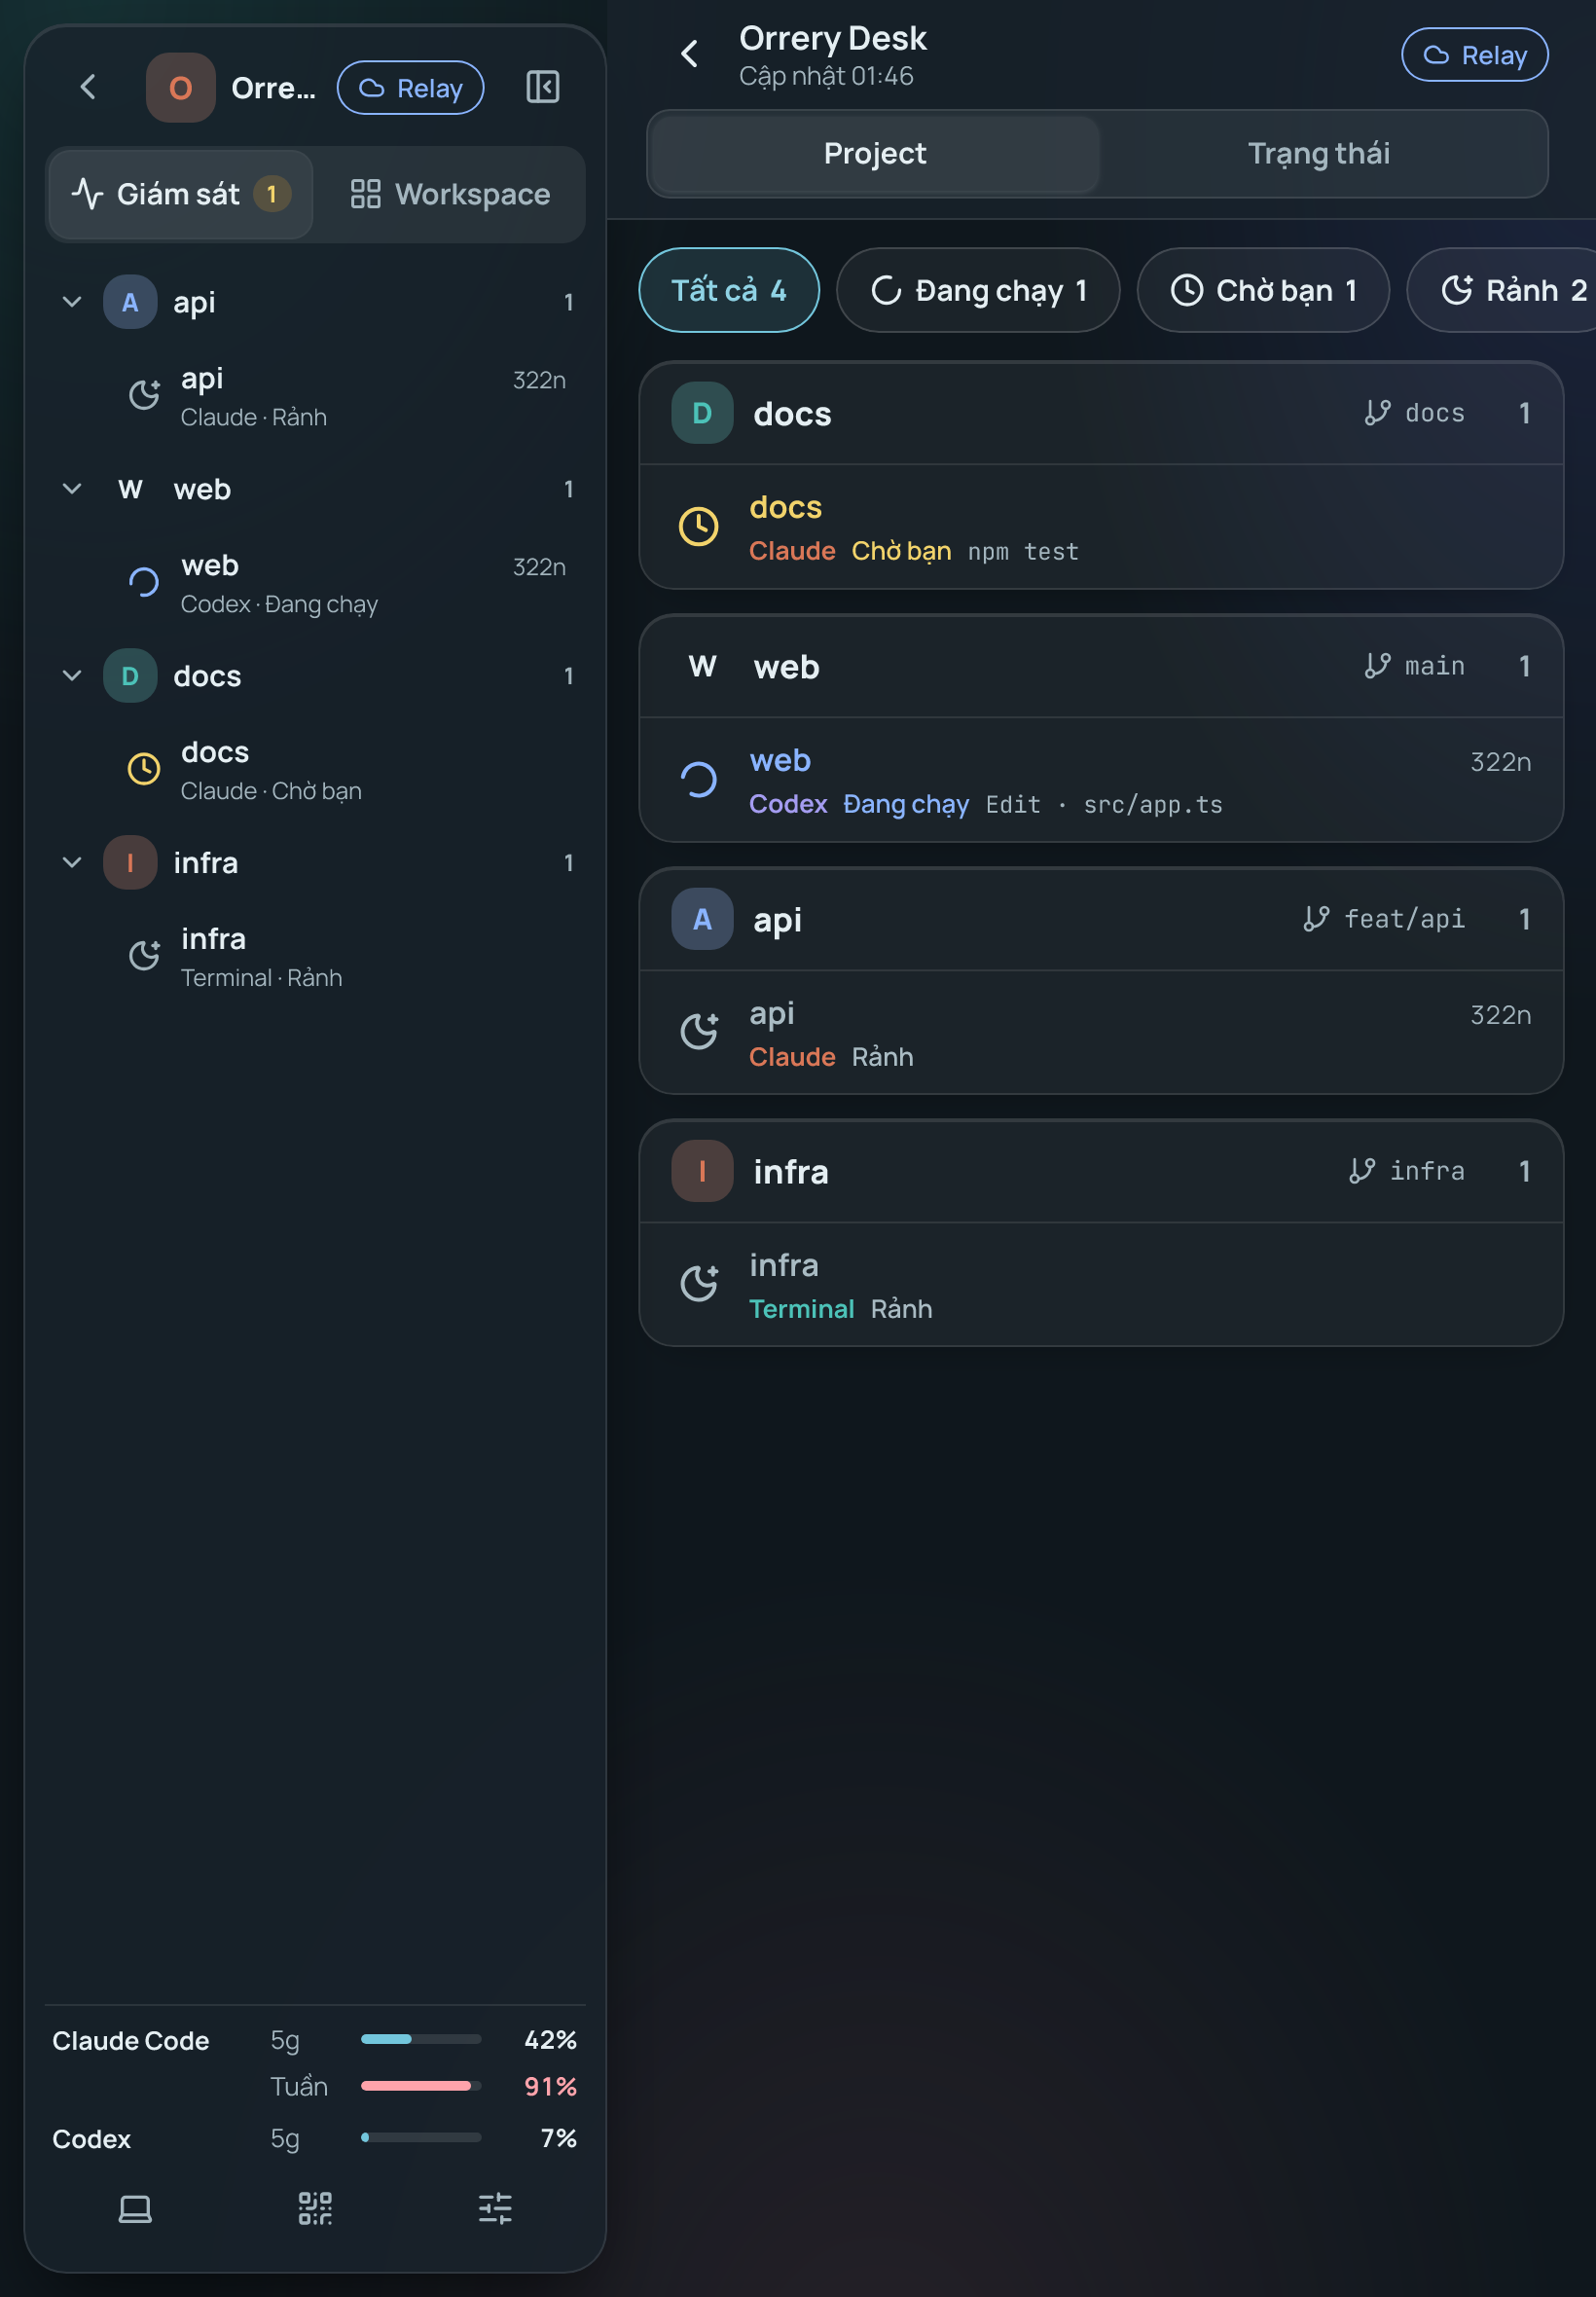 O Orre... Relay
Giám sát 1 Workspace
A api 1
api 322n
Claude · Rảnh
W web 1
web 322n
Codex · Đang chạy
D docs 1
docs
Claude · Chờ bạn
I infra 1
infra
Terminal · Rảnh
Claude Code 5g 42%
Tuần 91%
Codex 5g 7%
Orrery Desk
Cập nhật 01:46
Relay
Project Trạng thái
Tất cả 4 Đang chạy 1 Chờ bạn 1 Rảnh 2
D docs docs 1
docs
Claude Chờ bạn npm test
W web main 1
web 322n
Codex Đang chạy Edit · src/app.ts
A api feat/api 1
api 322n
Claude Rảnh
I infra infra 1
infra
Terminal Rảnh